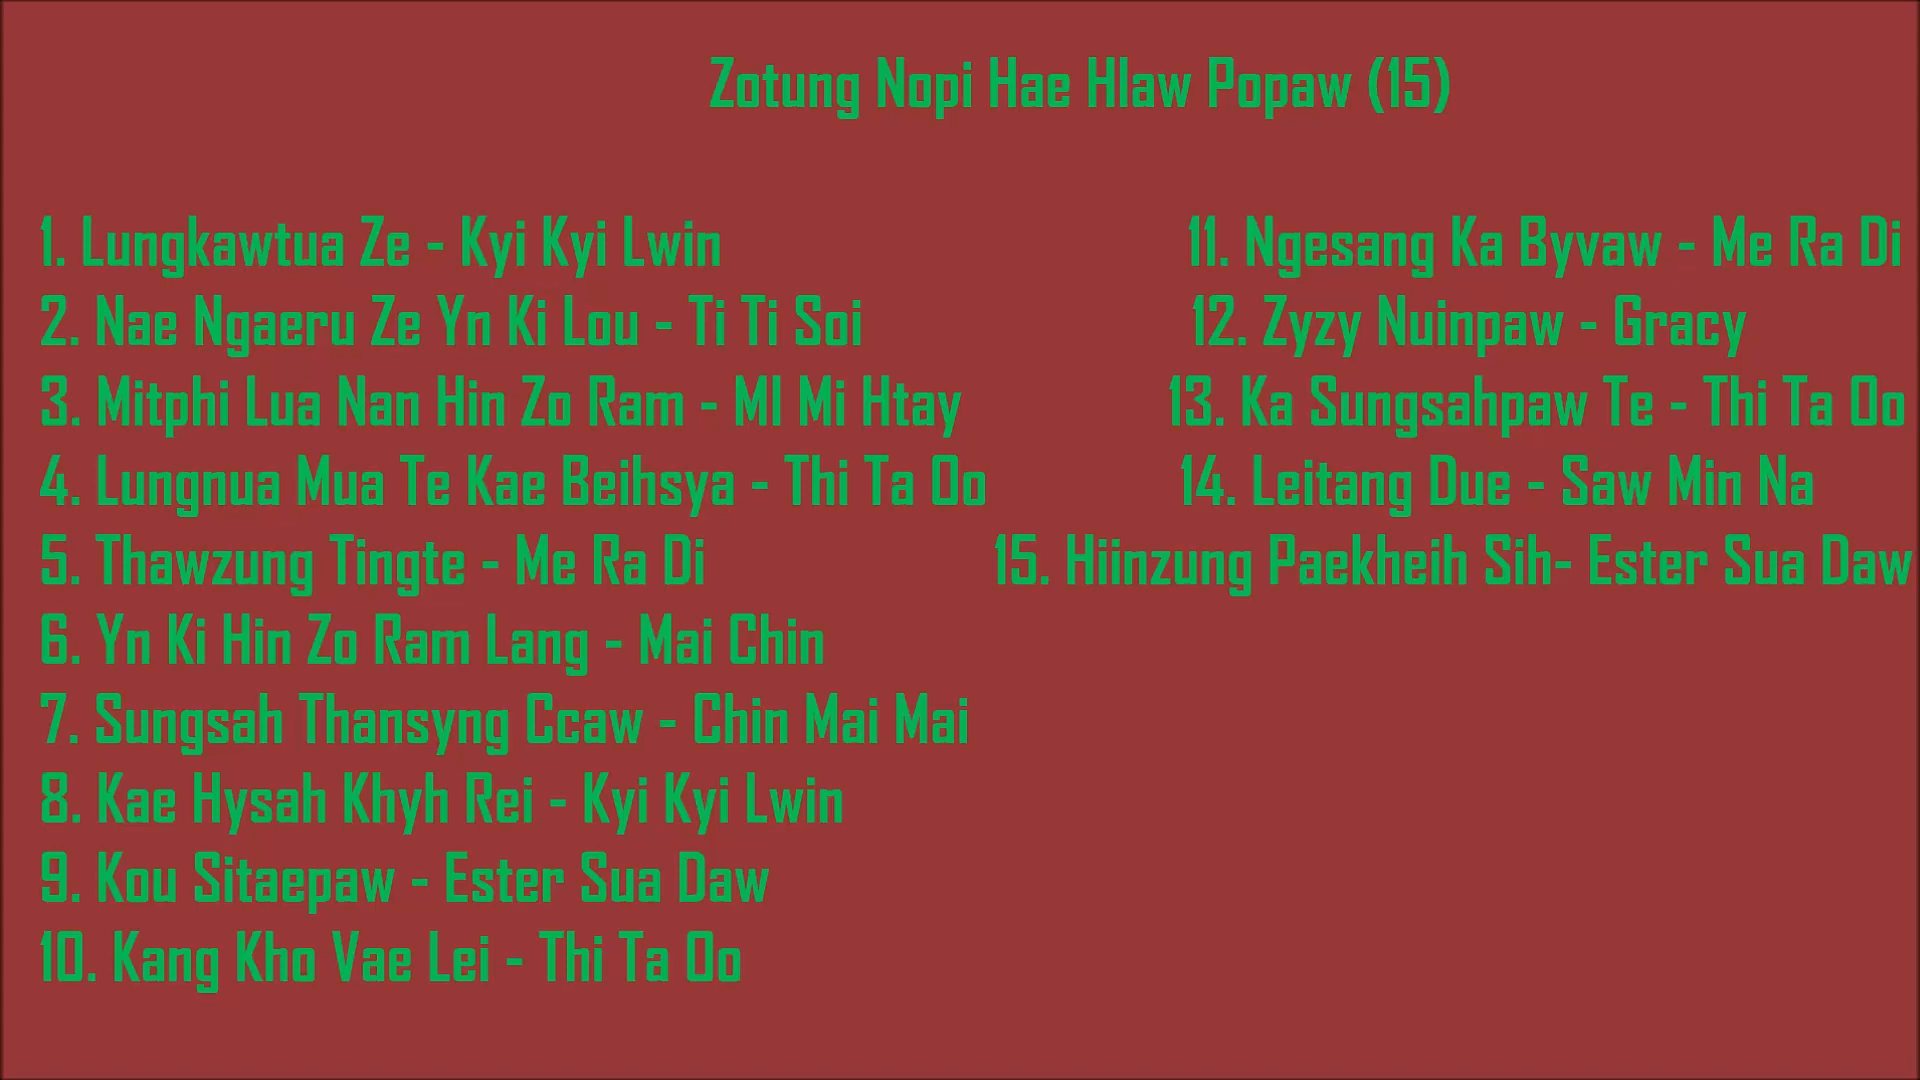 Zotung Nopi Hae Hlaw Popaw (15)
1. Lungkawtua Ze - Kyi Kyi Lwin
2. Nae Ngaeru Ze Yn Ki Lou - Ti Ti Soi
3. Mitphi Lua Nan Hin Zo Ram - MI Mi Htay
4. Lungnua Mua Te Kae Beihsya - Thi Ta Oo
5. Thawzung Tingte - Me Ra Di
6. Yn Ki Hin Zo Ram Lang - Mai Chin
7. Sungsah Thansyng Ccaw - Chin Mai Mai
8. Kae Hysah Khyh Rei - Kyi Kyi Lwin
9. Kou Sitaepaw - Ester Sua Daw
10. Kang Kho Vae Lei - Thi Ta Oo
11. Ngesang Ka Byvaw - Me Ra Di
12. Zyzy Nuinpaw - Gracy
13. Ka Sungsahpaw Te - Thi Ta Oo
14. Leitang Due - Saw Min Na
15. Hiinzung Paekheih Sih- Ester Sua Daw